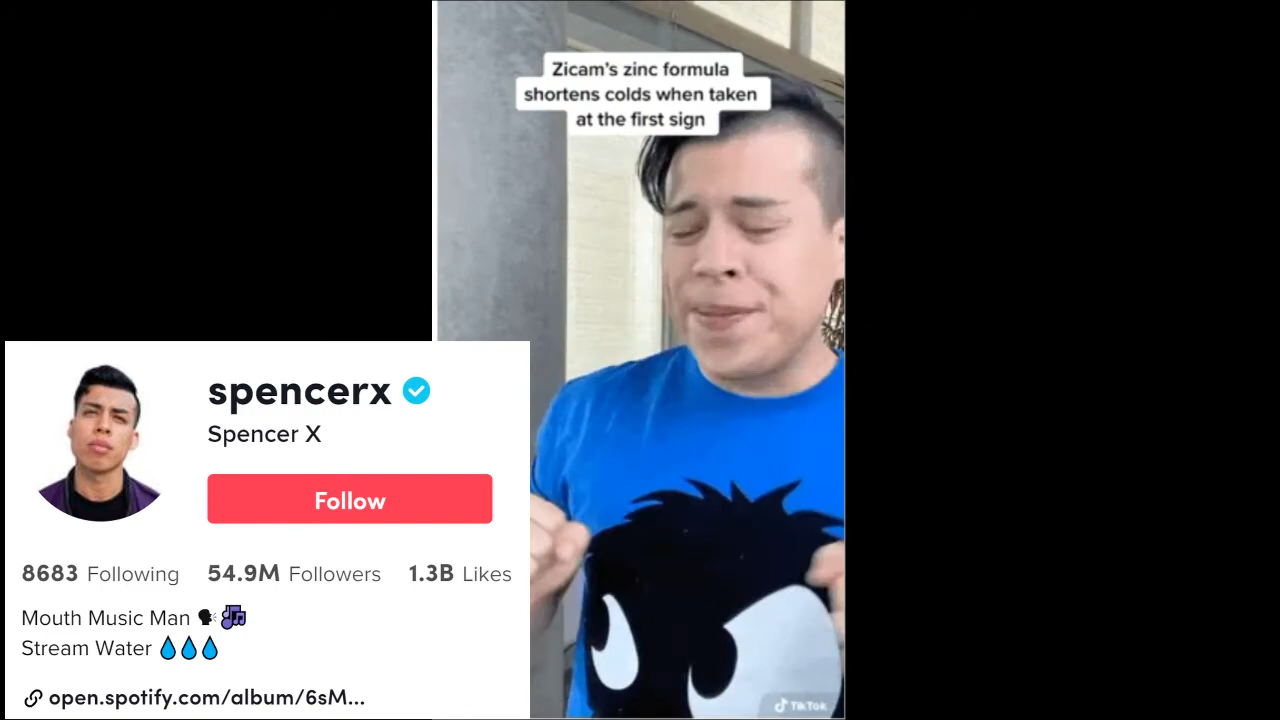 Zicam's zinc formula
shortens colds when taken
at the first sign
spencerx
Spencer X
Follow
8683 Following 54.9M Followers 1.3B Likes
Mouth Music Man 🗣🎶
Stream Water 💧💧💧
open.spotify.com/album/6sM...
TikTok